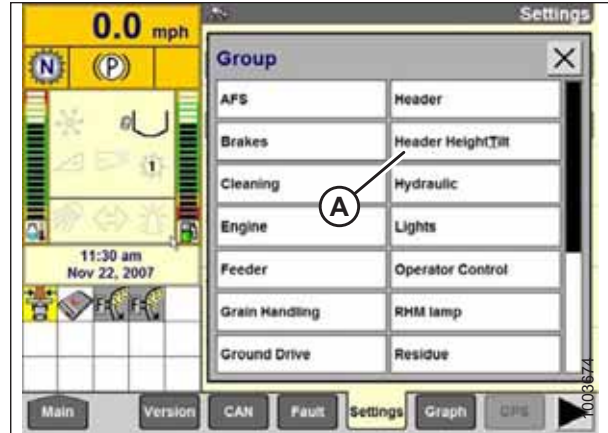 0.0 mph
N
(P)
1
11:30 am
Nov 22, 2007
F
F
Settings
Group
AFS
Header
Brakes
Header Height/Tilt
A
Cleaning
Hydraulic
Engine
Lights
Feeder
Operator Control
Grain Handling
RHM lamp
Ground Drive
Residue
Main
Version
CAN
Fault
Settings
Graph
GPS
1003674